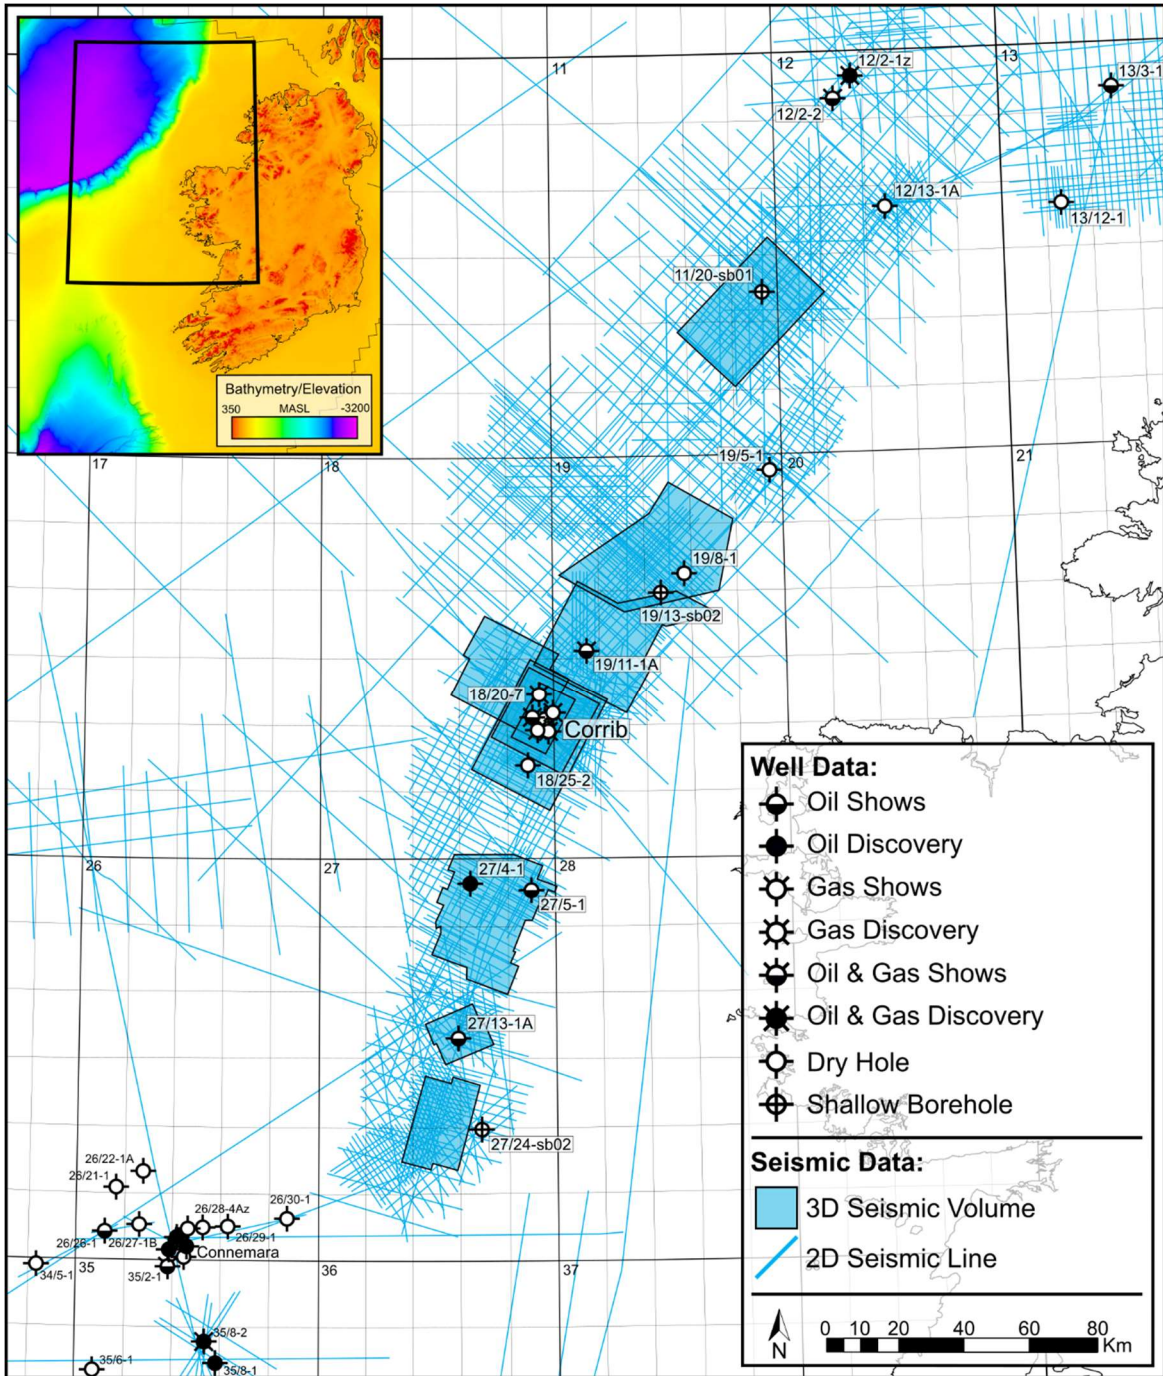 Bathymetry/Elevation
350 MASL -3200
11
12
13
12/2-1z
12/2-2
13/3-1
12/13-1A
13/12-1
11/20-sb01
17
18
19
19/5-1
20
21
19/8-1
19/13-sb02
19/11-1A
18/20-7
Corrib
18/25-2
26
27
28
27/4-1
27/5-1
27/13-1A
27/24-sb02
26/22-1A
26/21-1
26/28-4Az
26/30-1
26/26-1
26/27-1B
26/29-1
Connemara
34/5-1
35
35/2-1
36
37
35/8-2
35/6-1
35/8-1
Well Data:
Oil Shows
Oil Discovery
Gas Shows
Gas Discovery
Oil & Gas Shows
Oil & Gas Discovery
Dry Hole
Shallow Borehole
Seismic Data:
3D Seismic Volume
2D Seismic Line
N
0 10 20 40 60 80
Km